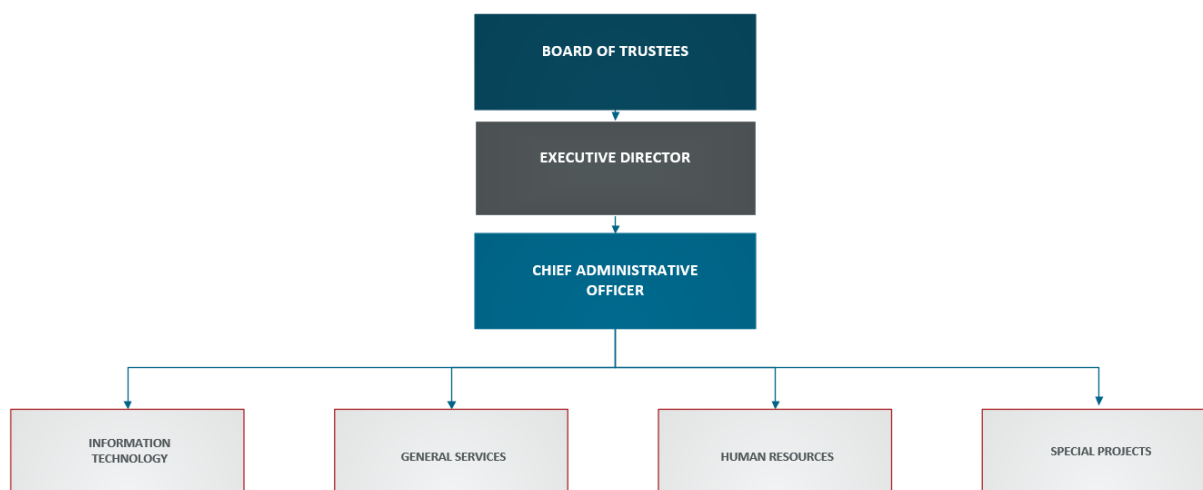 BOARD OF TRUSTEES
EXECUTIVE DIRECTOR
CHIEF ADMINISTRATIVE
OFFICER
INFORMATION
TECHNOLOGY
GENERAL SERVICES
HUMAN RESOURCES
SPECIAL PROJECTS